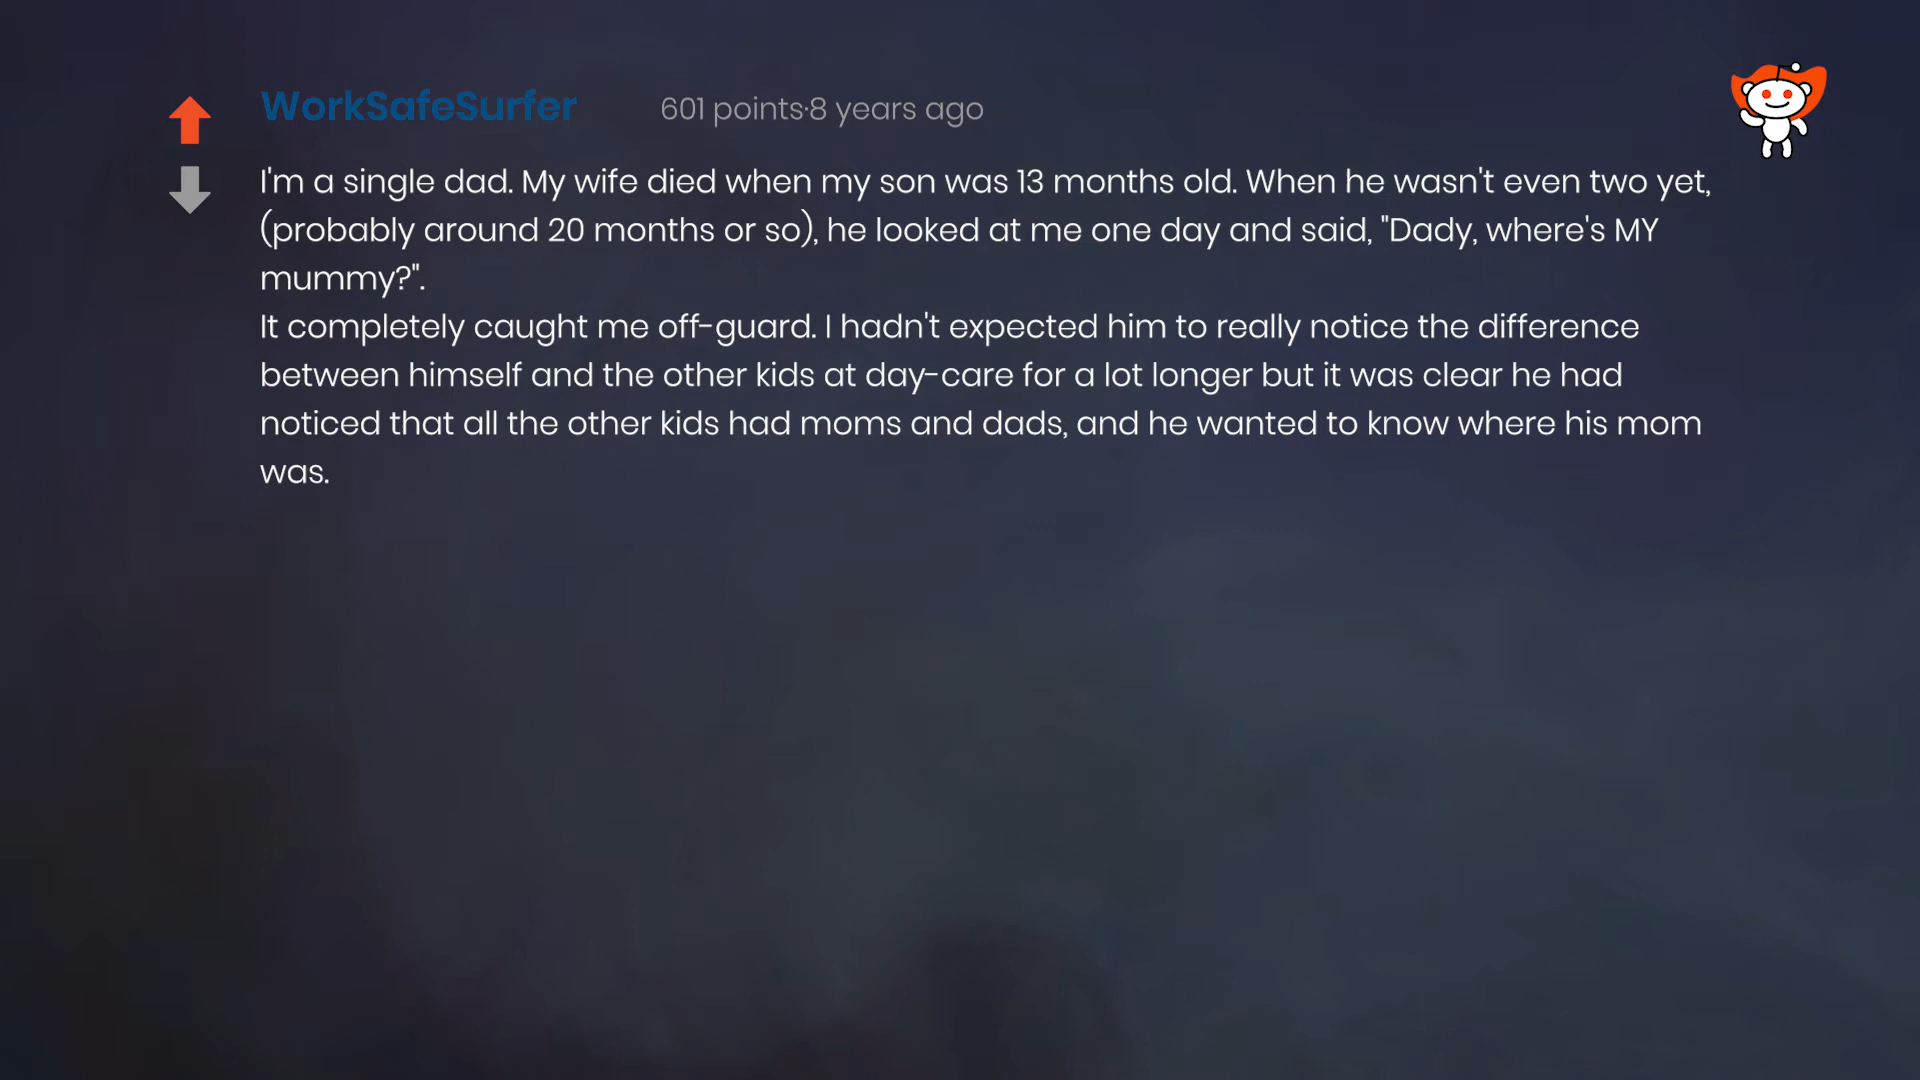 WorkSafeSurfer 601 points·8 years ago
I'm a single dad. My wife died when my son was 13 months old. When he wasn't even two yet,
(probably around 20 months or so), he looked at me one day and said, "Dady, where's MY
mummy?".
It completely caught me off-guard. I hadn't expected him to really notice the difference
between himself and the other kids at day-care for a lot longer but it was clear he had
noticed that all the other kids had moms and dads, and he wanted to know where his mom
was.